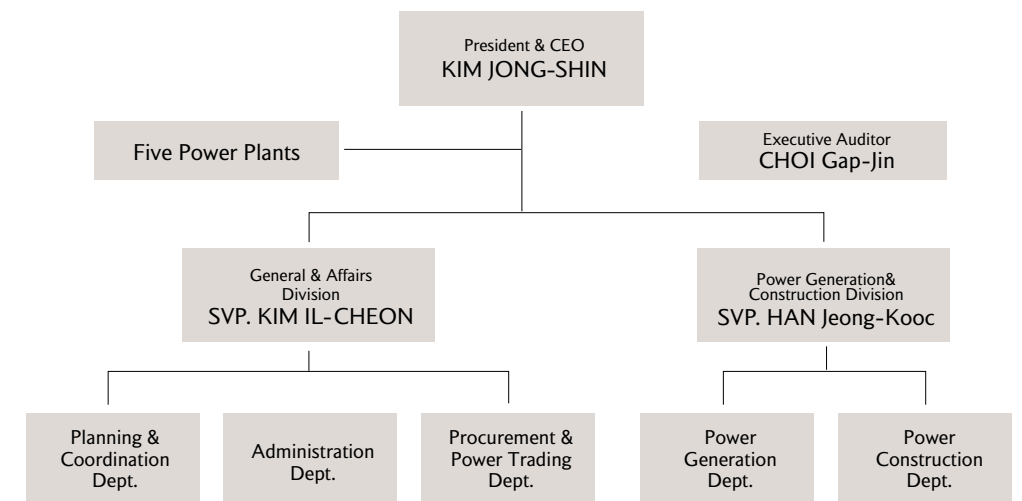 President & CEO
KIM JONG-SHIN
Five Power Plants
Executive Auditor
CHOI Gap-Jin
General & Affairs
Division
SVP. KIM IL-CHEON
Power Generation&
Construction Division
SVP. HAN Jeong-Kooc
Planning &
Coordination
Dept.
Administration
Dept.
Procurement &
Power Trading
Dept.
Power
Generation
Dept.
Power
Construction
Dept.